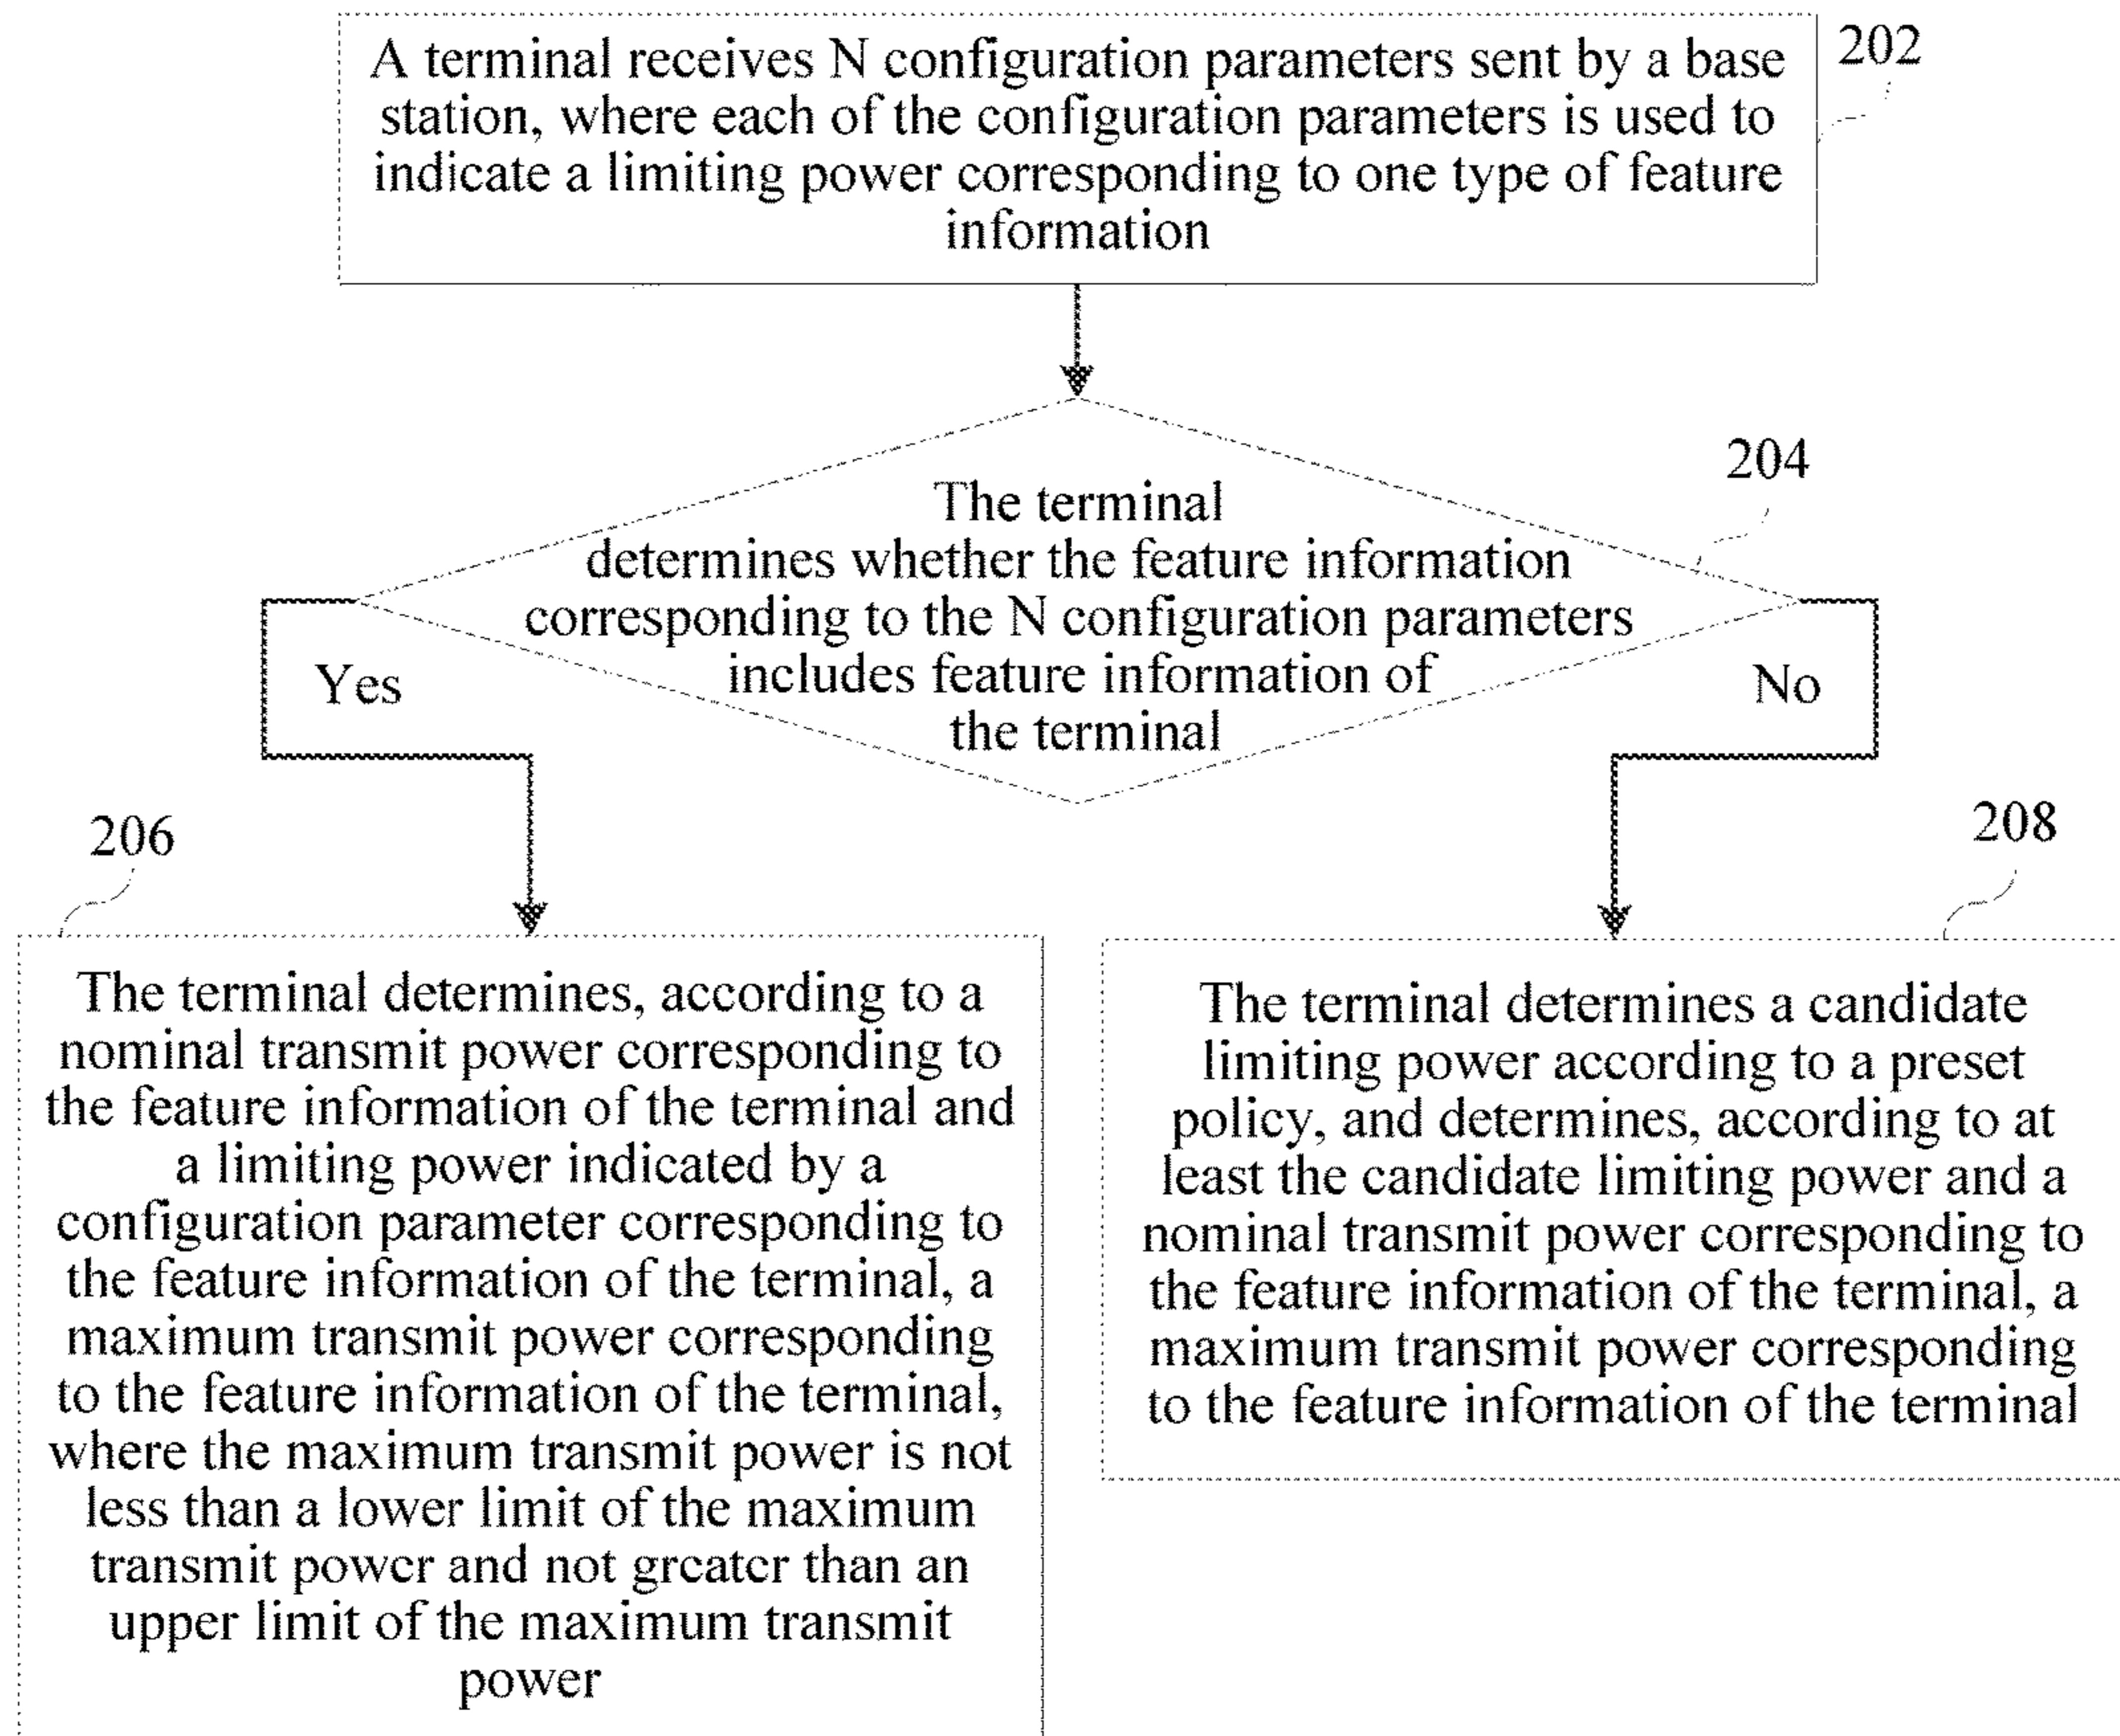 A terminal receives N configuration parameters sent by a base
station, where each of the configuration parameters is used to
indicate a limiting power corresponding to one type of feature
information
202
The terminal
determines whether the feature information
corresponding to the N configuration parameters
includes feature information of
the terminal
204
Yes
No
206
The terminal determines, according to a
nominal transmit power corresponding to
the feature information of the terminal and
a limiting power indicated by a
configuration parameter corresponding to
the feature information of the terminal, a
maximum transmit power corresponding
to the feature information of the terminal,
where the maximum transmit power is not
less than a lower limit of the maximum
transmit power and not greater than an
upper limit of the maximum transmit
power
208
The terminal determines a candidate
limiting power according to a preset
policy, and determines, according to at
least the candidate limiting power and a
nominal transmit power corresponding to
the feature information of the terminal, a
maximum transmit power corresponding
to the feature information of the terminal